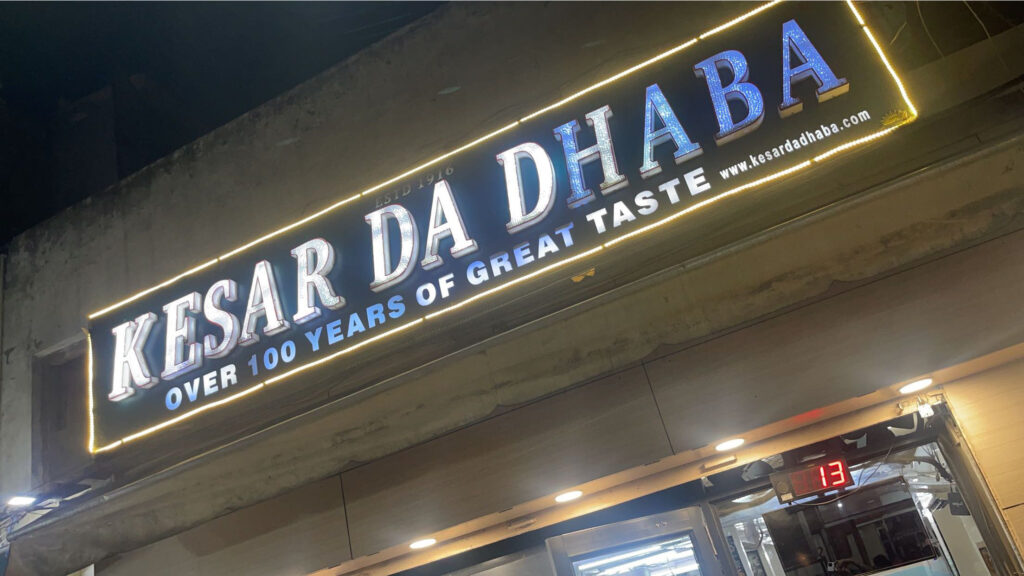 ESTD 1916
KESAR DA DHABA
OVER 100 YEARS OF GREAT TASTE www.kesardadhaba.com
13